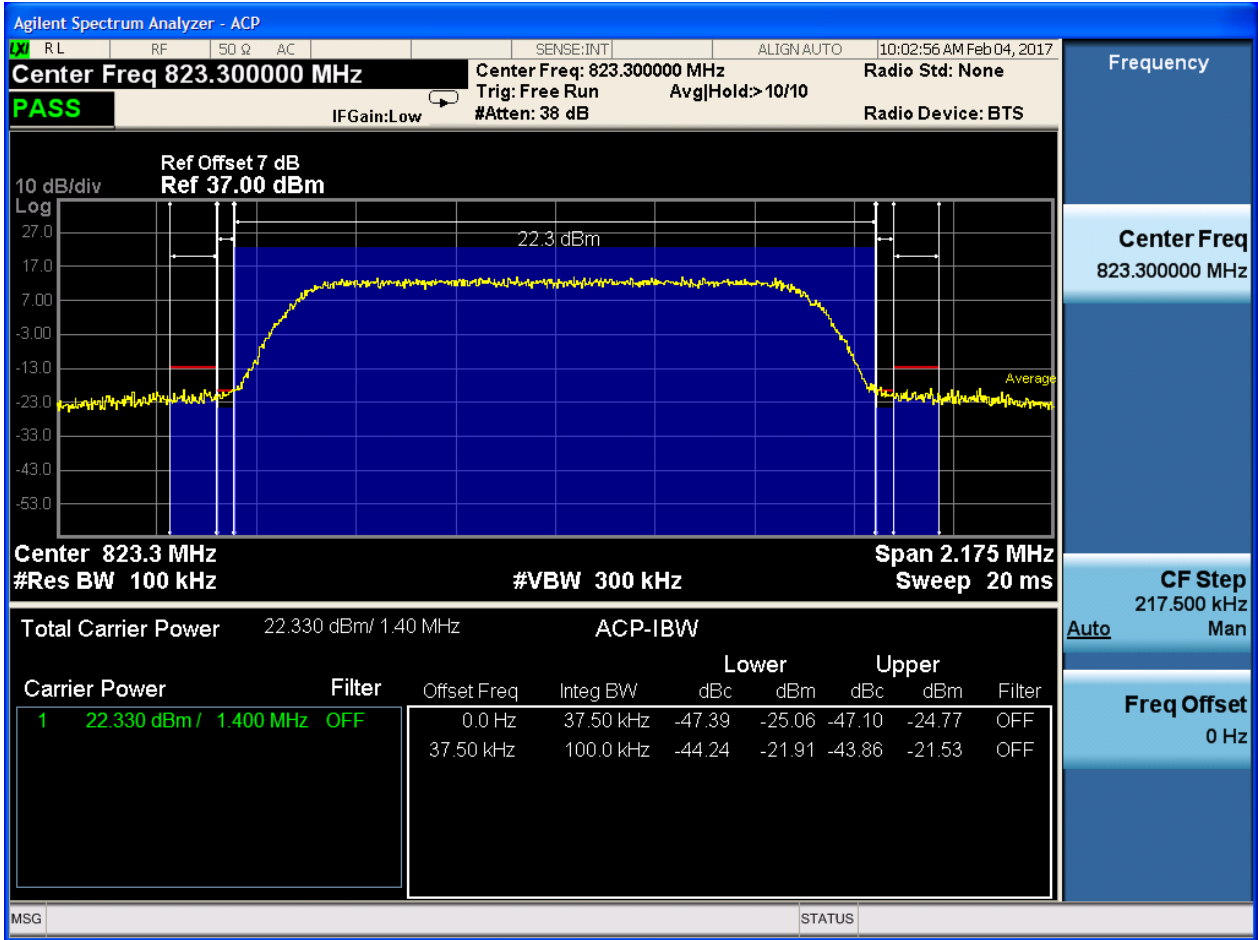 Agilent Spectrum Analyzer - ACP
LXI RL RF 50 Ω AC SENSE:INT ALIGN AUTO 10:02:56 AM Feb 04, 2017
Center Freq 823.300000 MHz
PASS
IFGain:Low
Center Freq: 823.300000 MHz
Trig: Free Run Avg|Hold:> 10/10
#Atten: 38 dB
Radio Std: None
Radio Device: BTS
Ref Offset 7 dB
10 dB/div Ref 37.00 dBm
Log
27.0
17.0
7.00
-3.00
-13.0
-23.0
-33.0
-43.0
-53.0
22.3 dBm
Average
Center 823.3 MHz Span 2.175 MHz
#Res BW 100 kHz #VBW 300 kHz Sweep 20 ms
Total Carrier Power 22.330 dBm/ 1.40 MHz ACP-IBW
Lower Upper
Carrier Power Filter Offset Freq Integ BW dBc dBm dBc dBm Filter
1 22.330 dBm / 1.400 MHz OFF
0.0 Hz 37.50 kHz -47.39 -25.06 -47.10 -24.77 OFF
37.50 kHz 100.0 kHz -44.24 -21.91 -43.86 -21.53 OFF
MSG STATUS
Frequency
Center Freq
823.300000 MHz
CF Step
217.500 kHz
Auto Man
Freq Offset
0 Hz